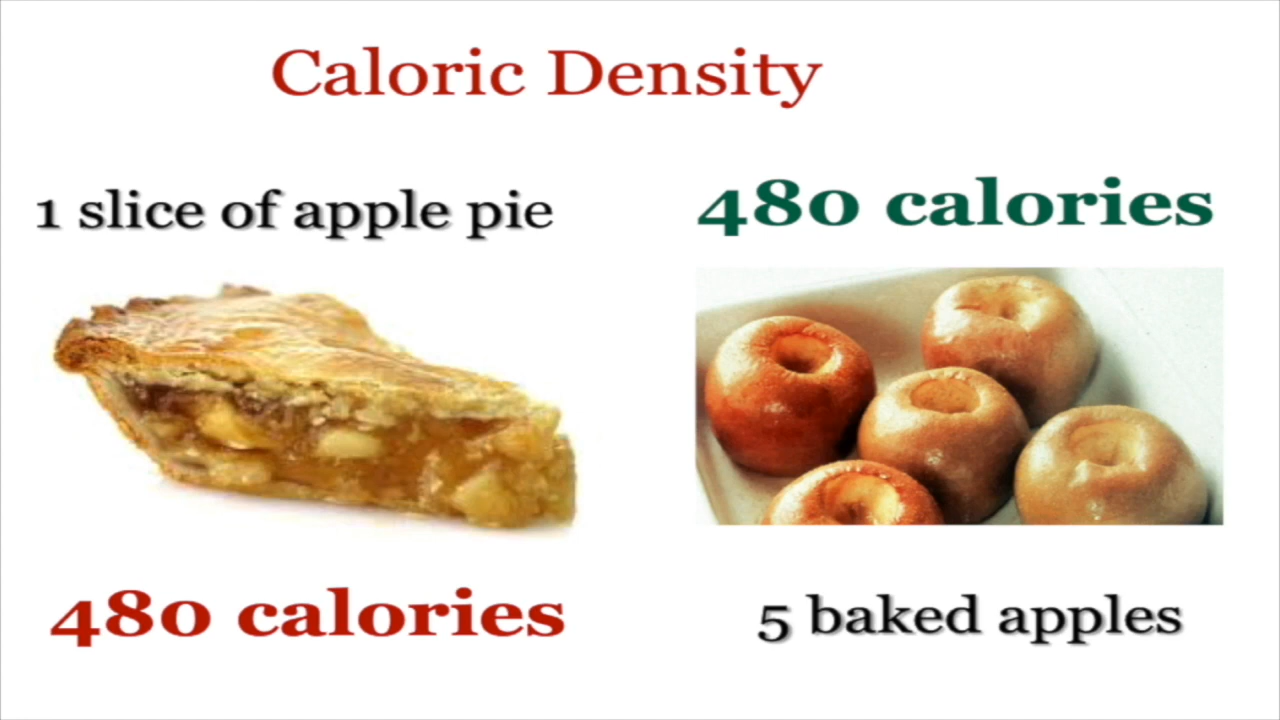 Caloric Density
1 slice of apple pie
480 calories
480 calories
5 baked apples